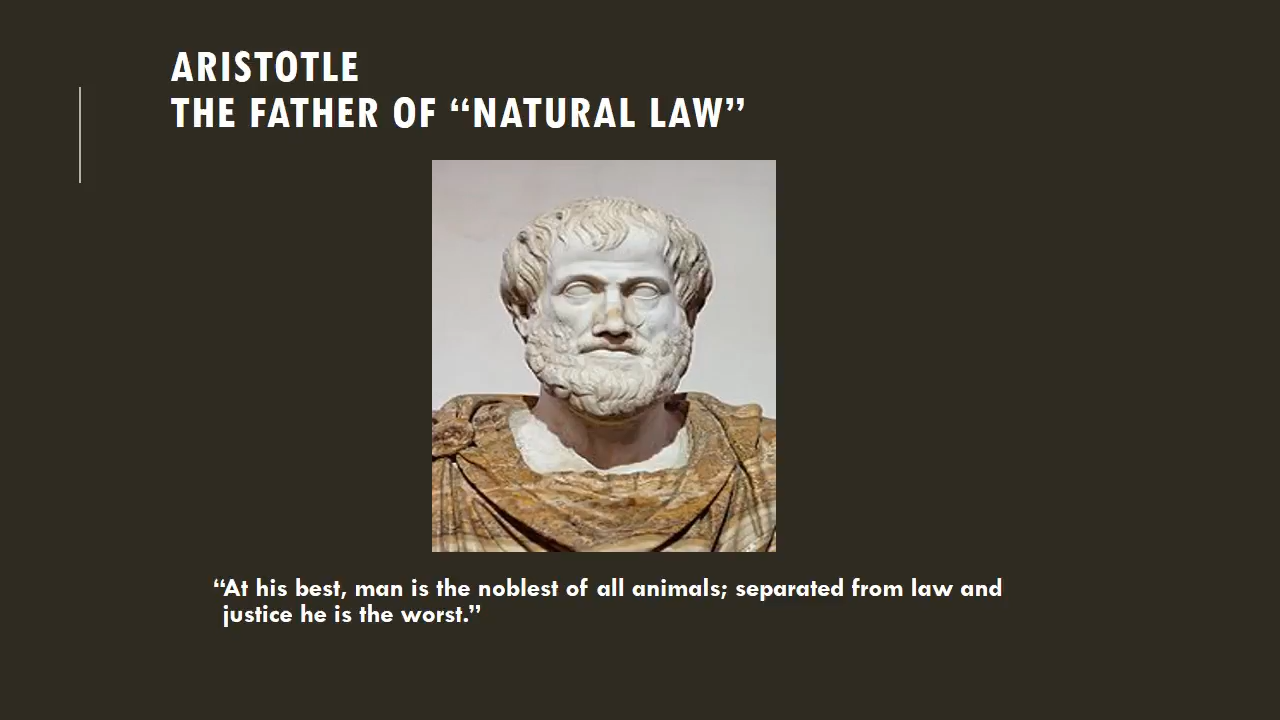 ARISTOTLE
THE FATHER OF “NATURAL LAW”
“At his best, man is the noblest of all animals; separated from law and
justice he is the worst.”